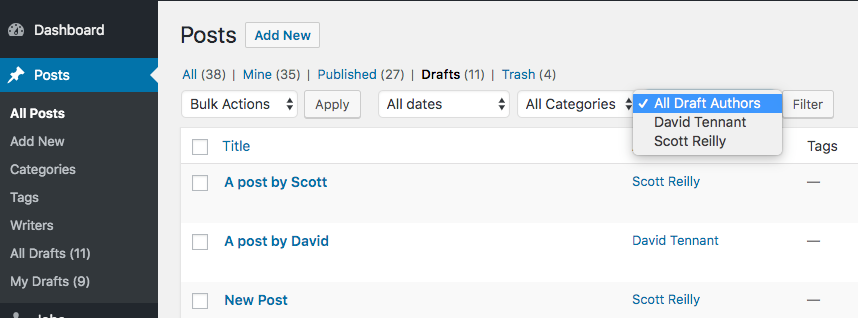 Dashboard
Posts
All Posts
Add New
Categories
Tags
Writers
All Drafts (11)
My Drafts (9)
Jobs
Posts Add New
All (38) | Mine (35) | Published (27) | Drafts (11) | Trash (4)
Bulk Actions Apply All dates All Categories ✓ All Draft Authors Filter
David Tennant
Scott Reilly
Title Tags
A post by Scott Scott Reilly —
A post by David David Tennant —
New Post Scott Reilly —